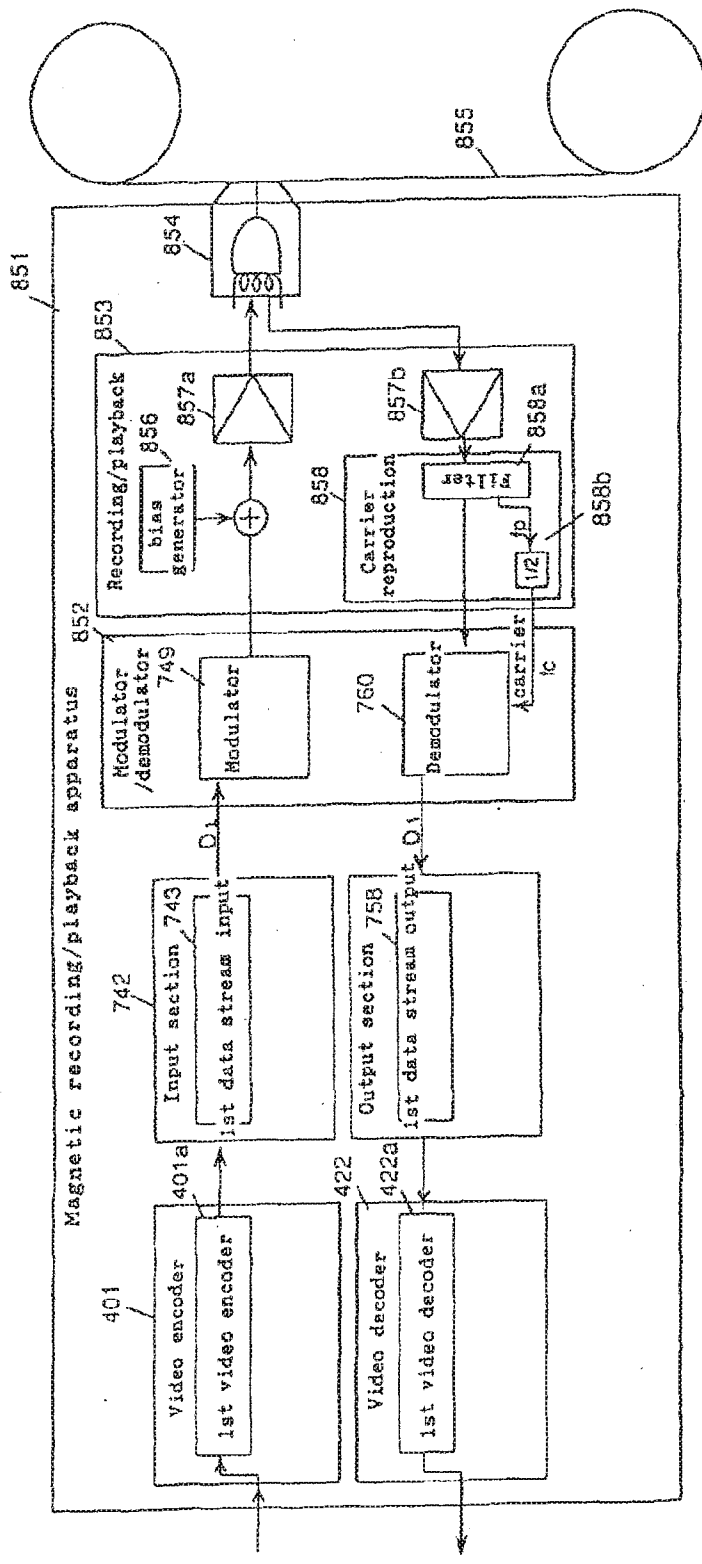 Magnetic recording/playback apparatus
851
401
Video encoder
401a
1st video encoder
742
Input section
743
1st data stream input
D1
852
Modulator
/demodulator
749
Modulator
853
Recording/playback
856
bias
generator
857a
854
855
422
Video decoder
422a
1st video decoder
Output section
758
1st data stream output
D1
760
Demodulator
carrier
fc
858
Carrier
reproduction
857b
Filter
858a
fp
1/2
858b